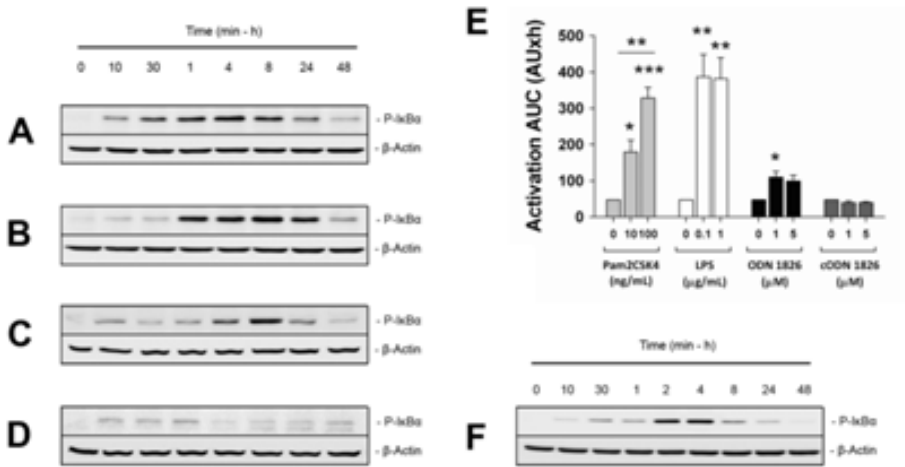 Time (min - h)
0 10 30 1 4 8 24 48
A
- P-IκBα
- β-Actin
B
- P-IκBα
- β-Actin
C
- P-IκBα
- β-Actin
D
- P-IκBα
- β-Actin
E
Activation AUC (AUxh)
500
400
300
200
100
0
** ** **
***
* *
0 10 100 0 0.1 1 0 1 5 0 1 5
Pam2CSK4 LPS ODN 1826 cODN 1826
(ng/mL) (μg/mL) (μM) (μM)
Time (min - h)
0 10 30 1 2 4 8 24 48
F
- P-IκBα
- β-Actin